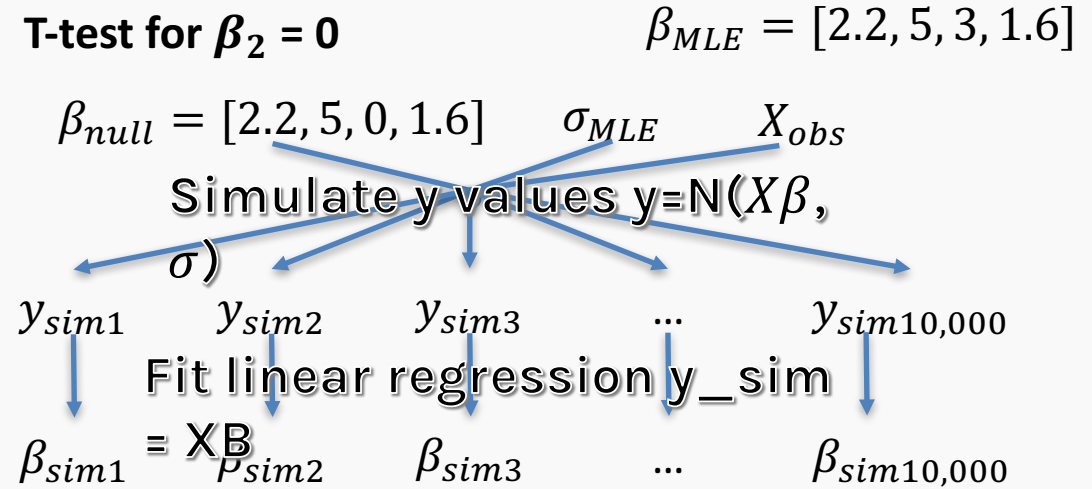 T-test for β₂ = 0
β_MLE = [2.2, 5, 3, 1.6]
β_null = [2.2, 5, 0, 1.6] σ_MLE X_obs
Simulate y values y=N(Xβ,
σ)
y_sim1 y_sim2 y_sim3 ... y_sim10,000
Fit linear regression y_sim
= XB
β_sim1 β_sim2 β_sim3 ... β_sim10,000